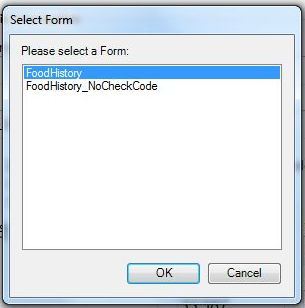 Select Form
Please select a Form:
FoodHistory
FoodHistory_NoCheckCode
OK
Cancel